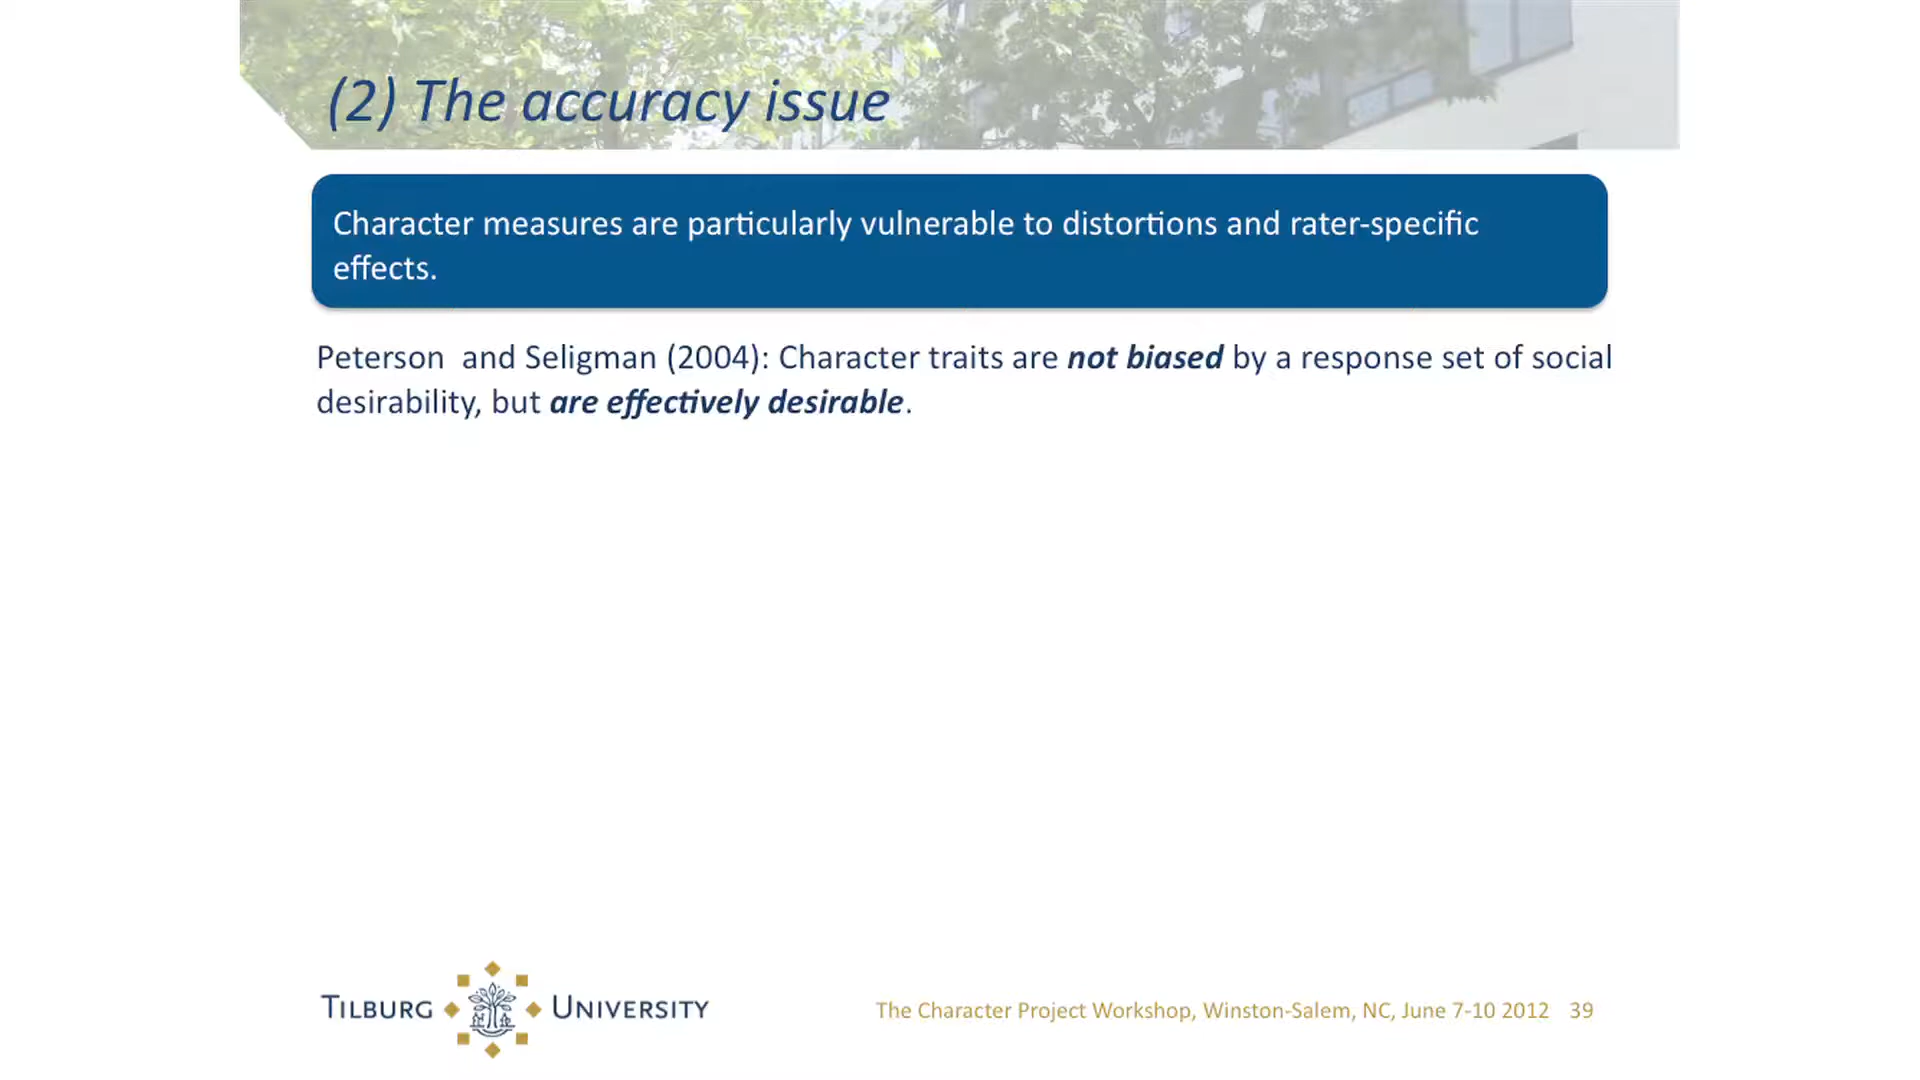 (2) The accuracy issue
Character measures are particularly vulnerable to distortions and rater-specific
effects.
Peterson  and Seligman (2004): Character traits are not biased by a response set of social
desirability, but are effectively desirable.
TILBURG UNIVERSITY
The Character Project Workshop, Winston-Salem, NC, June 7-10 2012 39